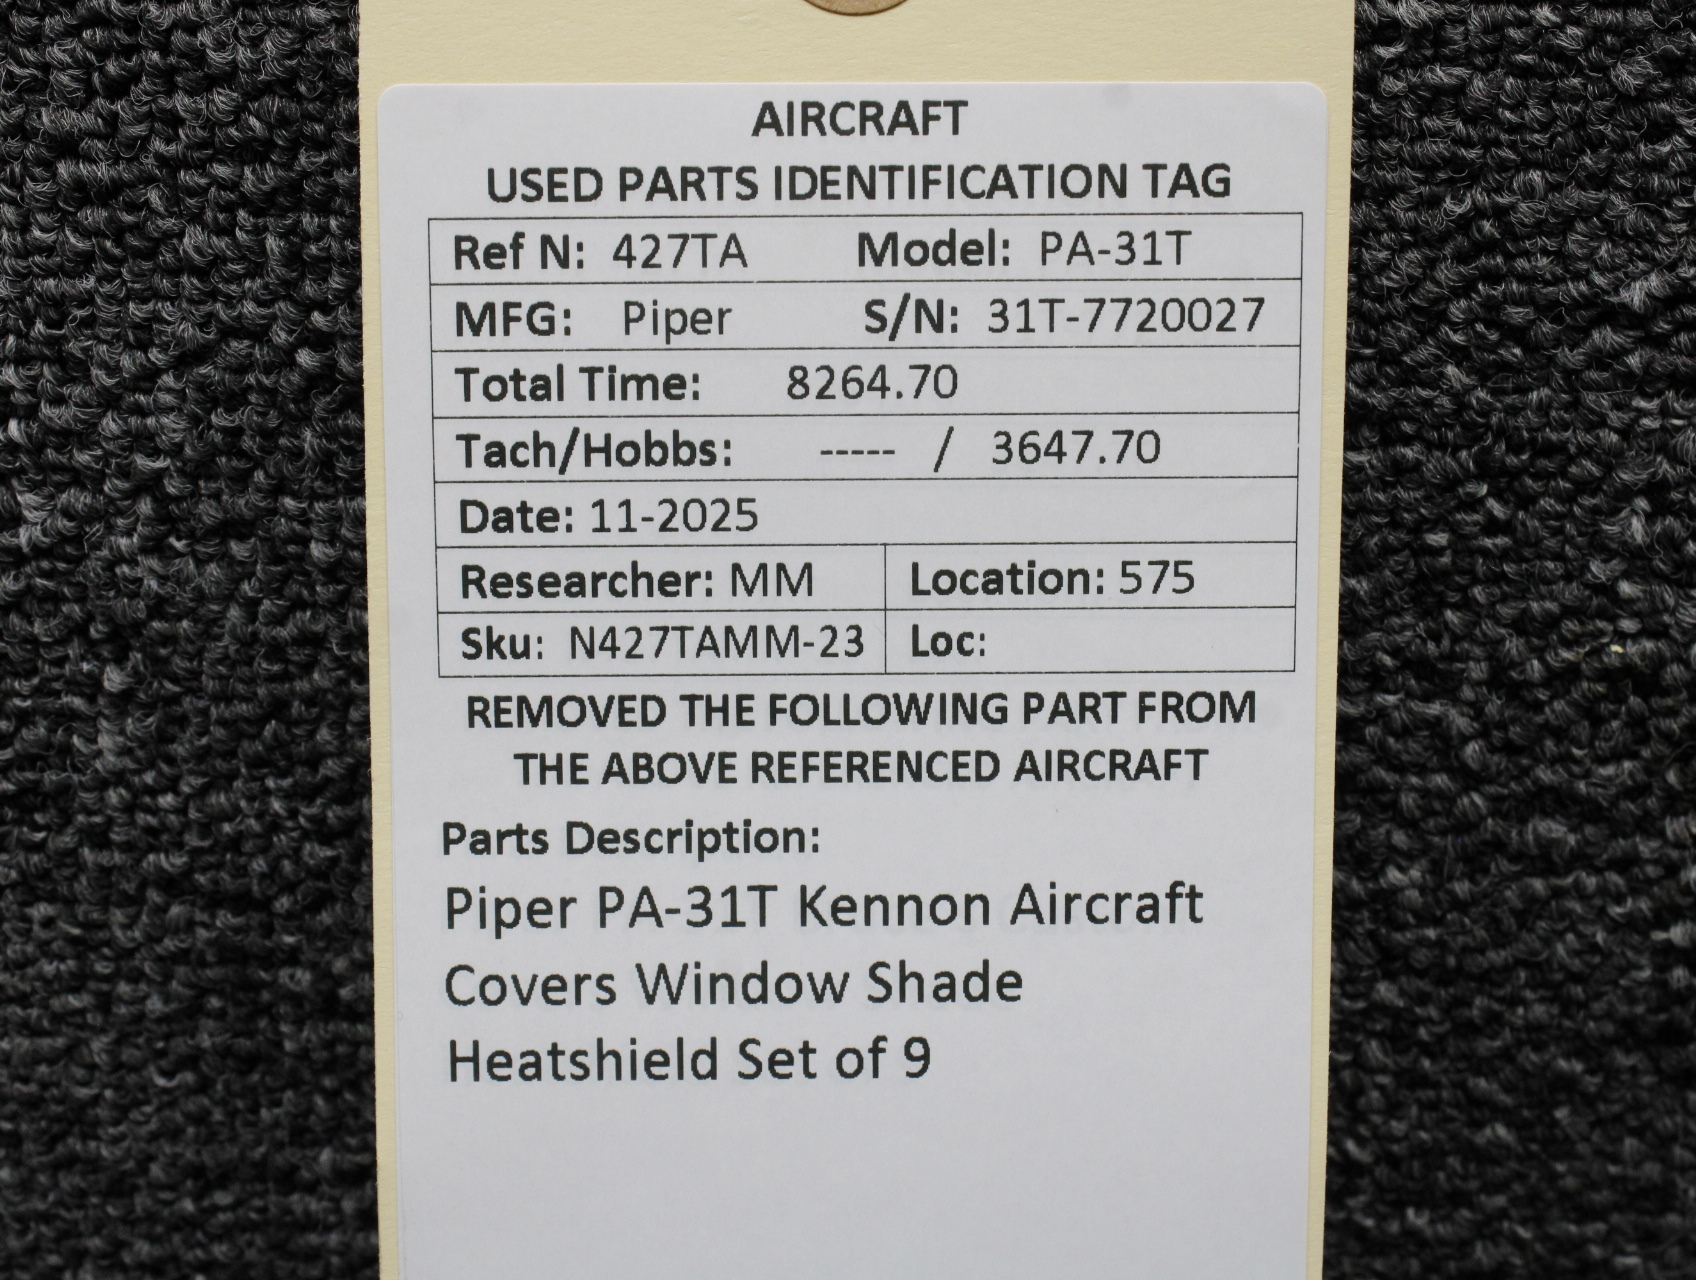 AIRCRAFT
USED PARTS IDENTIFICATION TAG
Ref N: 427TA Model: PA-31T
MFG: Piper S/N: 31T-7720027
Total Time: 8264.70
Tach/Hobbs: ----- / 3647.70
Date: 11-2025
Researcher: MM Location: 575
Sku: N427TAMM-23 Loc:
REMOVED THE FOLLOWING PART FROM
THE ABOVE REFERENCED AIRCRAFT
Parts Description:
Piper PA-31T Kennon Aircraft
Covers Window Shade
Heatshield Set of 9